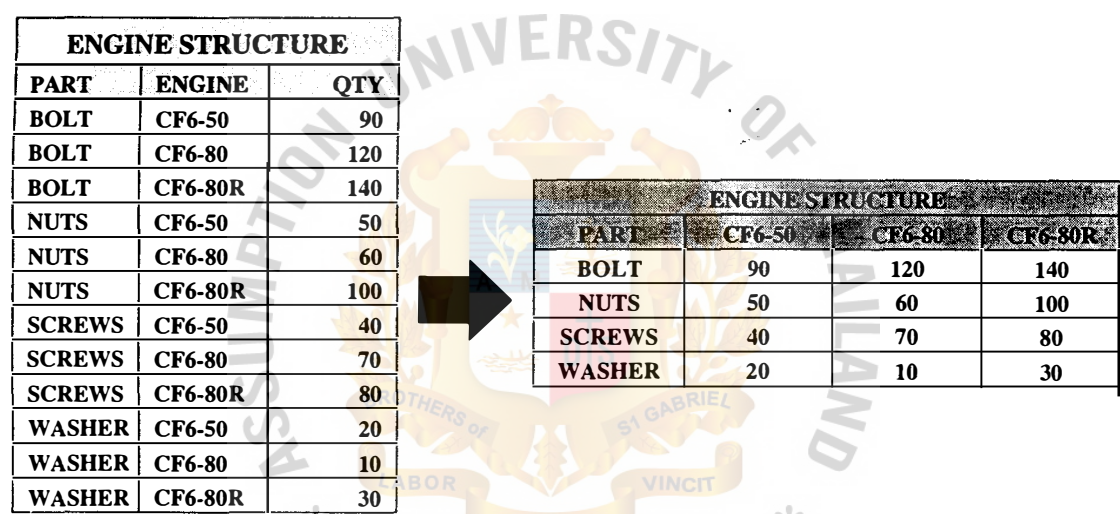 ENGINE STRUCTURE
PART ENGINE QTY
BOLT CF6-50 90
BOLT CF6-80 120
BOLT CF6-80R 140
NUTS CF6-50 50
NUTS CF6-80 60
NUTS CF6-80R 100
SCREWS CF6-50 40
SCREWS CF6-80 70
SCREWS CF6-80R 80
WASHER CF6-50 20
WASHER CF6-80 10
WASHER CF6-80R 30
ENGINE STRUCTURE
PART CF6-50 CF6-80 CF6-80R
BOLT 90 120 140
NUTS 50 60 100
SCREWS 40 70 80
WASHER 20 10 30
ASSUMPTION UNIVERSITY OF THAILAND
BROTHERS OF ST GABRIEL
LABOR VINCIT